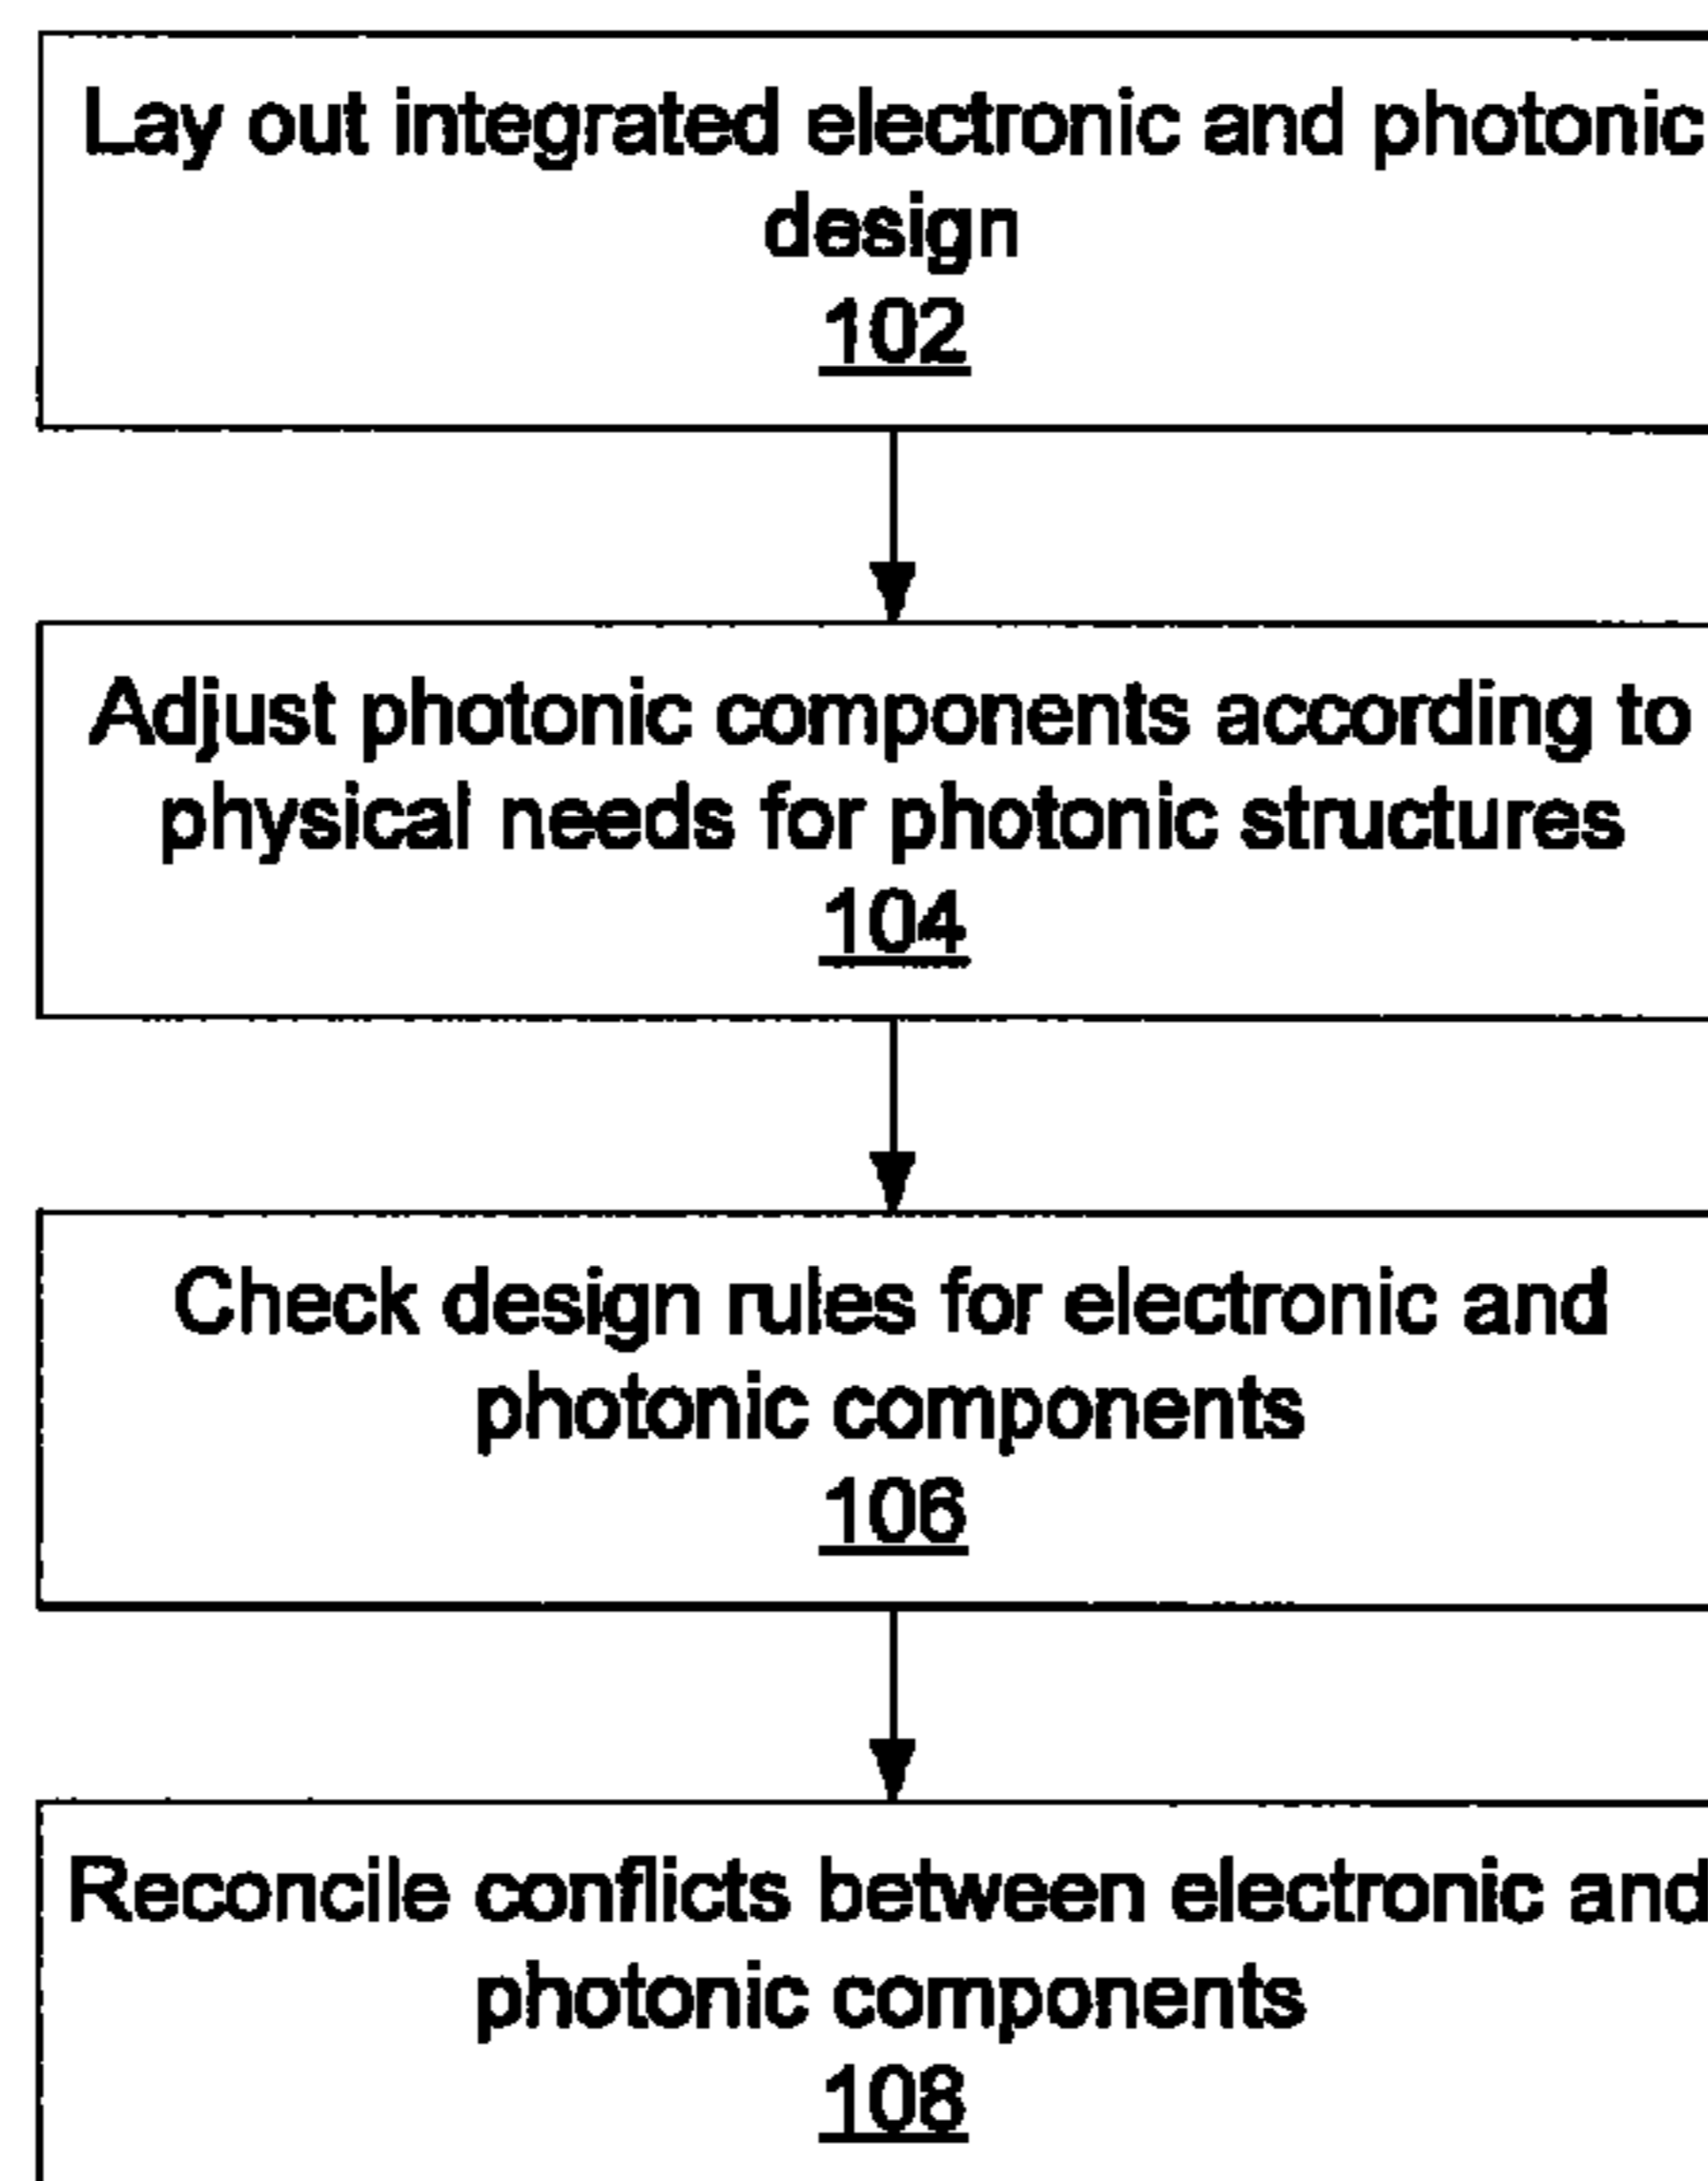 Lay out integrated electronic and photonic
design
102
Adjust photonic components according to
physical needs for photonic structures
104
Check design rules for electronic and
photonic components
106
Reconcile conflicts between electronic and
photonic components
108